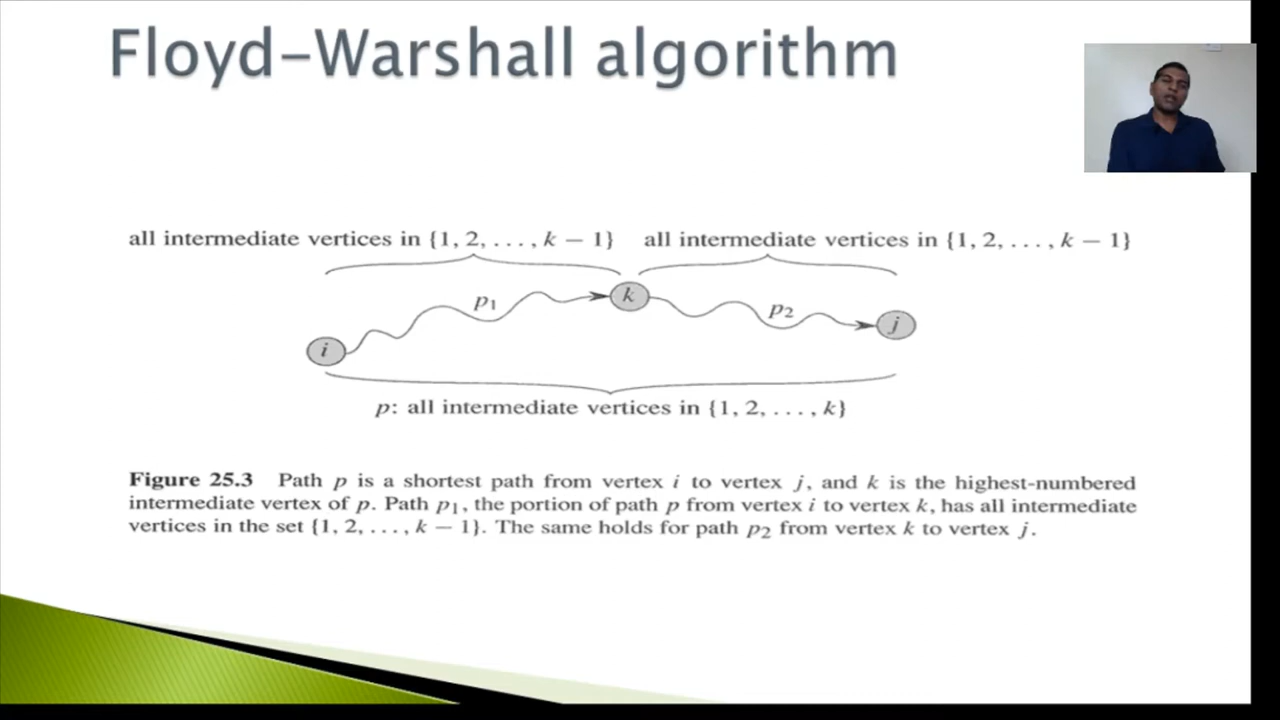 Floyd-Warshall algorithm
all intermediate vertices in {1, 2, . . . , k − 1} all intermediate vertices in {1, 2, . . . , k − 1}
p1 k p2 j
i
p: all intermediate vertices in {1, 2, . . . , k}
Figure 25.3 Path p is a shortest path from vertex i to vertex j, and k is the highest-numbered
intermediate vertex of p. Path p1, the portion of path p from vertex i to vertex k, has all intermediate
vertices in the set {1, 2, . . . , k − 1}. The same holds for path p2 from vertex k to vertex j.